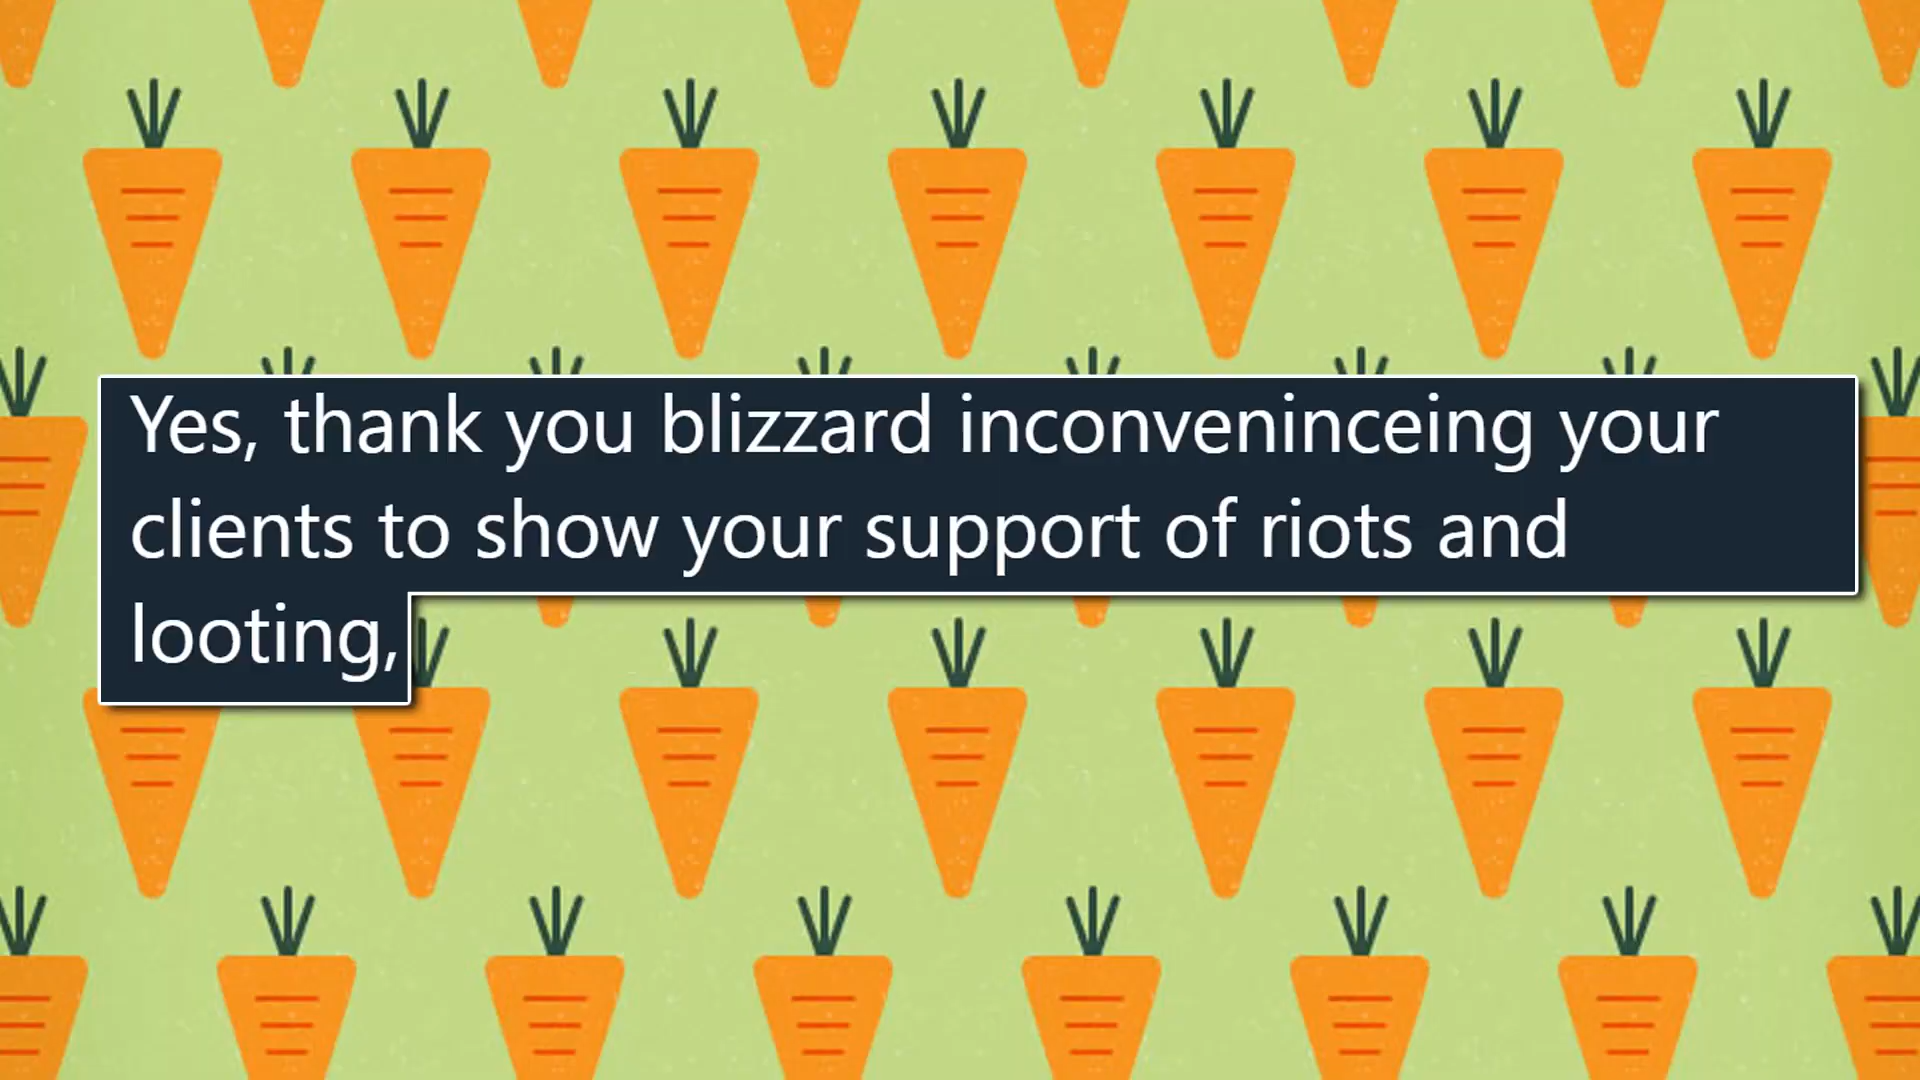 Yes, thank you blizzard inconveninceing your
clients to show your support of riots and
looting,